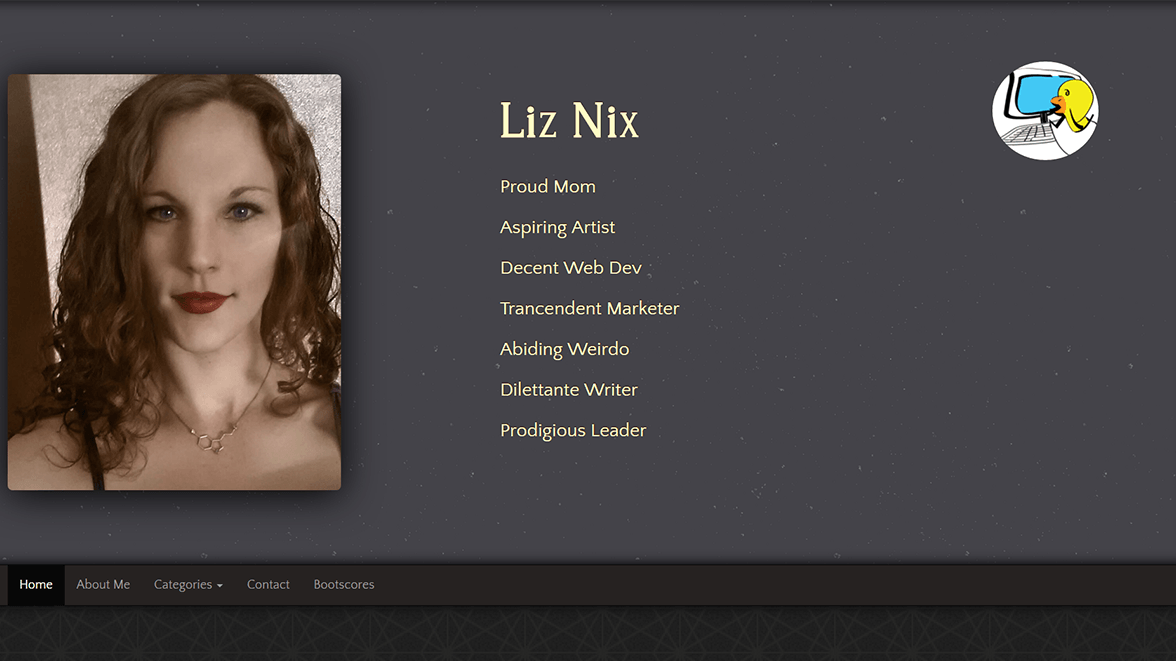 Liz Nix
Proud Mom
Aspiring Artist
Decent Web Dev
Trancendent Marketer
Abiding Weirdo
Dilettante Writer
Prodigious Leader
Home About Me Categories Contact Bootscores